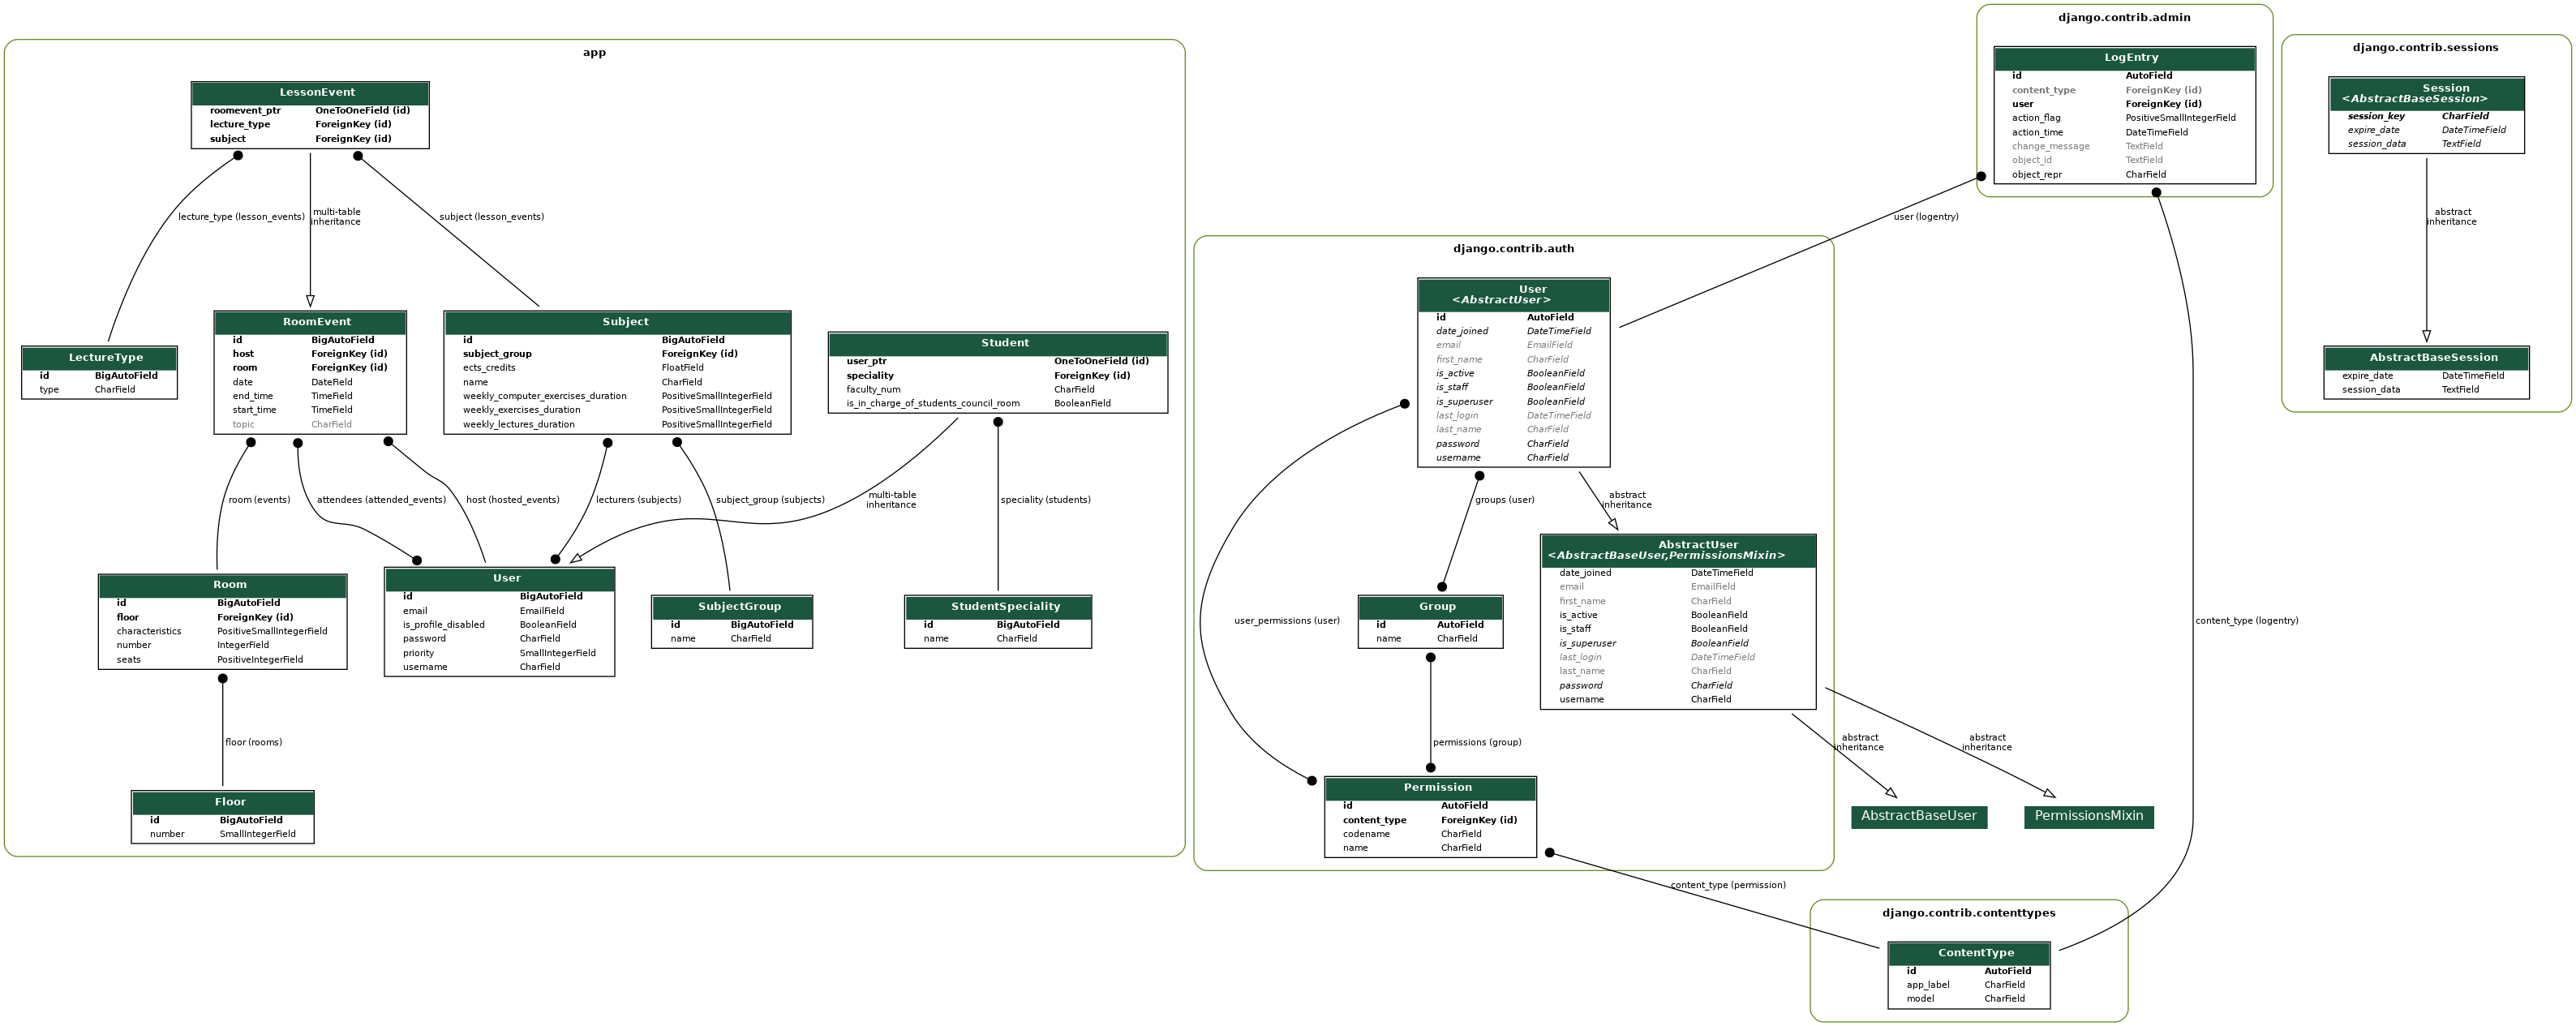 app
LessonEvent
roomevent_ptr OneToOneField (id)
lecture_type ForeignKey (id)
subject ForeignKey (id)
lecture_type (lesson_events)
multi-table
inheritance
subject (lesson_events)
LectureType
id BigAutoField
type CharField
RoomEvent
id BigAutoField
host ForeignKey (id)
room ForeignKey (id)
date DateField
end_time TimeField
start_time TimeField
topic CharField
Subject
id BigAutoField
subject_group ForeignKey (id)
ects_credits FloatField
name CharField
weekly_computer_exercises_duration PositiveSmallIntegerField
weekly_exercises_duration PositiveSmallIntegerField
weekly_lectures_duration PositiveSmallIntegerField
Student
user_ptr OneToOneField (id)
speciality ForeignKey (id)
faculty_num CharField
is_in_charge_of_students_council_room BooleanField
room (events)
attendees (attended_events)
host (hosted_events)
lecturers (subjects)
subject_group (subjects)
multi-table
inheritance
speciality (students)
Room
id BigAutoField
floor ForeignKey (id)
characteristics PositiveSmallIntegerField
number IntegerField
seats PositiveIntegerField
User
id BigAutoField
email EmailField
is_profile_disabled BooleanField
password CharField
priority SmallIntegerField
username CharField
SubjectGroup
id BigAutoField
name CharField
StudentSpeciality
id BigAutoField
name CharField
floor (rooms)
Floor
id BigAutoField
number SmallIntegerField
django.contrib.auth
User
<AbstractUser>
id AutoField
date_joined DateTimeField
email EmailField
first_name CharField
is_active BooleanField
is_staff BooleanField
is_superuser BooleanField
last_login DateTimeField
last_name CharField
password CharField
username CharField
groups (user)
abstract
inheritance
user_permissions (user)
AbstractUser
<AbstractBaseUser,PermissionsMixin>
date_joined DateTimeField
email EmailField
first_name CharField
is_active BooleanField
is_staff BooleanField
is_superuser BooleanField
last_login DateTimeField
last_name CharField
password CharField
username CharField
Group
id AutoField
name CharField
permissions (group)
abstract
inheritance
abstract
inheritance
Permission
id AutoField
content_type ForeignKey (id)
codename CharField
name CharField
AbstractBaseUser
PermissionsMixin
content_type (permission)
django.contrib.admin
LogEntry
id AutoField
content_type ForeignKey (id)
user ForeignKey (id)
action_flag PositiveSmallIntegerField
action_time DateTimeField
change_message TextField
object_id TextField
object_repr CharField
user (logentry)
content_type (logentry)
django.contrib.contenttypes
ContentType
id AutoField
app_label CharField
model CharField
django.contrib.sessions
Session
<AbstractBaseSession>
session_key CharField
expire_date DateTimeField
session_data TextField
abstract
inheritance
AbstractBaseSession
expire_date DateTimeField
session_data TextField